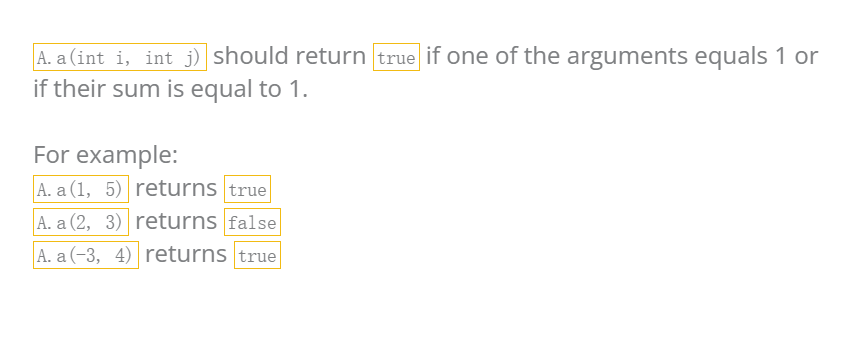 A.a(int i, int j) should return true if one of the arguments equals 1 or
if their sum is equal to 1.
For example:
A.a(1, 5) returns true
A.a(2, 3) returns false
A.a(-3, 4) returns true